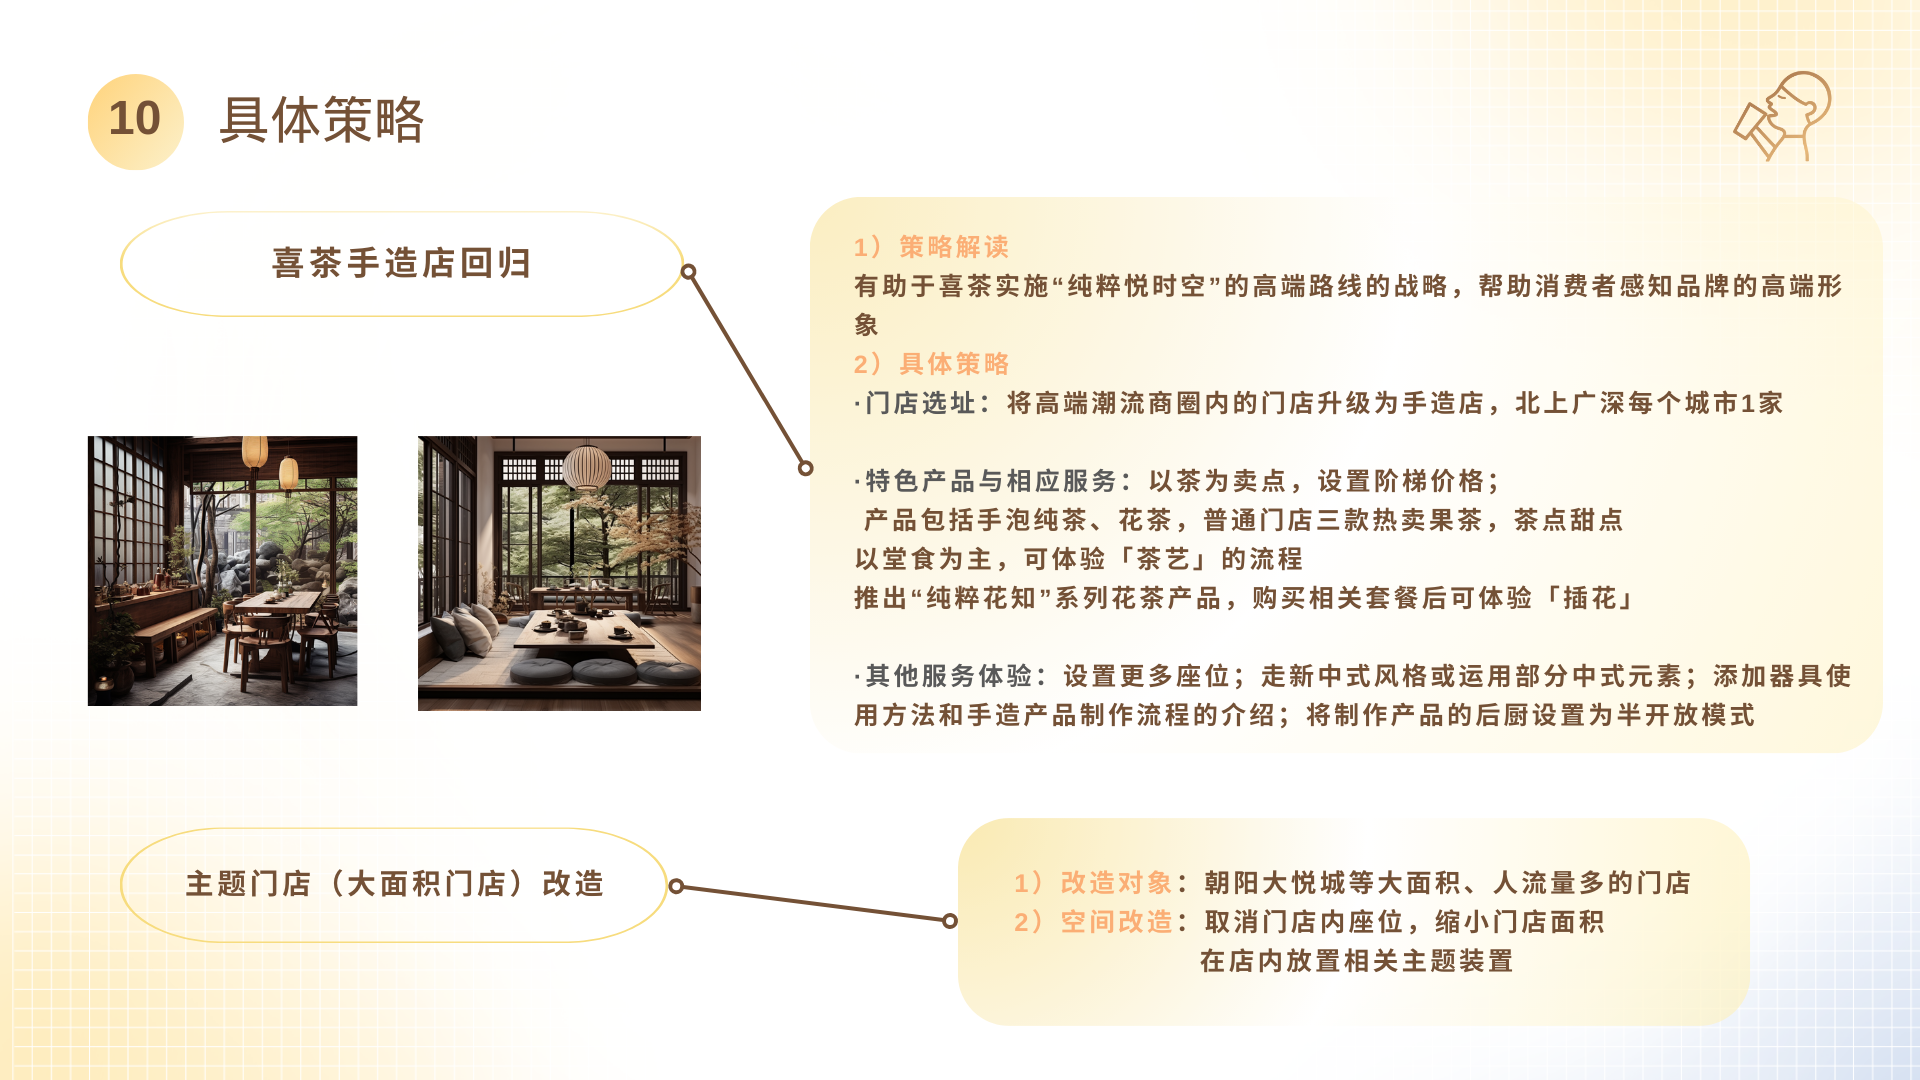 10 具体策略
喜茶手造店回归
1）策略解读
有助于喜茶实施“纯粹悦时空”的高端路线的战略，帮助消费者感知品牌的高端形
象
2）具体策略
·门店选址：将高端潮流商圈内的门店升级为手造店，北上广深每个城市1家
·特色产品与相应服务：以茶为卖点，设置阶梯价格；
产品包括手泡纯茶、花茶，普通门店三款热卖果茶，茶点甜点
以堂食为主，可体验「茶艺」的流程
推出“纯粹花知”系列花茶产品，购买相关套餐后可体验「插花」
·其他服务体验：设置更多座位；走新中式风格或运用部分中式元素；添加器具使
用方法和手造产品制作流程的介绍；将制作产品的后厨设置为半开放模式
主题门店（大面积门店）改造
1）改造对象：朝阳大悦城等大面积、人流量多的门店
2）空间改造：取消门店内座位，缩小门店面积
在店内放置相关主题装置